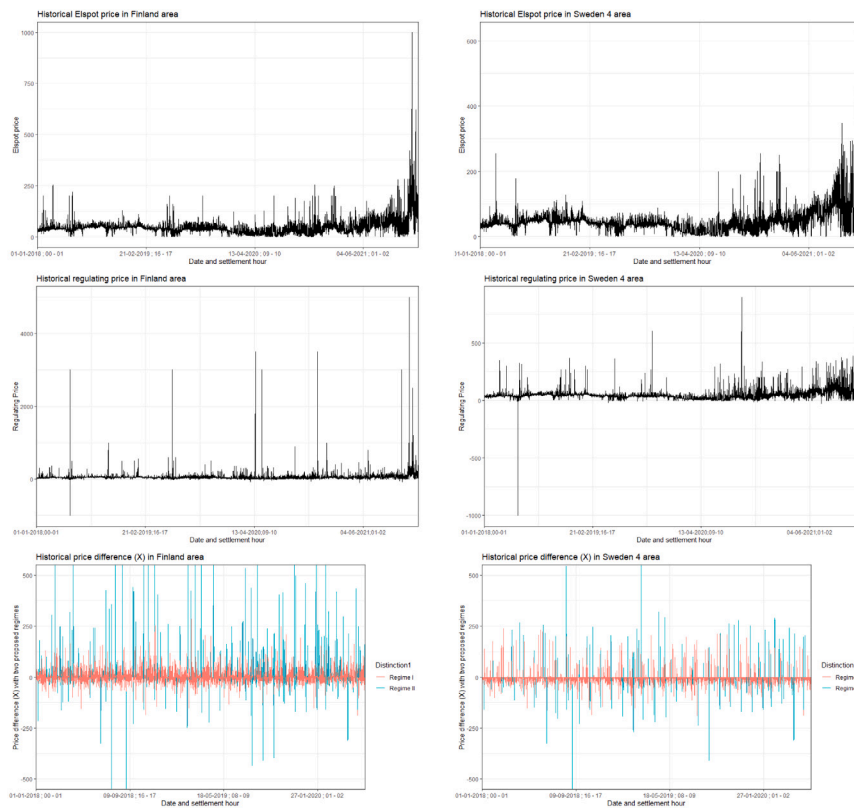 Historical Elspot price in Finland area
Elspot price
1000
750
500
250
0
01-01-2018 ; 00 - 01
21-02-2019 ; 16 - 17
13-04-2020 ; 09 - 10
04-06-2021 ; 01 - 02
Date and settlement hour
Historical Elspot price in Sweden 4 area
Elspot price
600
400
200
0
11-01-2018 ; 00 - 01
21-02-2019 ; 16 - 17
13-04-2020 ; 09 - 10
04-06-2021 ; 01 - 02
Date and settlement hour
Historical regulating price in Finland area
Regulating Price
4000
2000
0
01-01-2018;00-01
21-02-2019;16-17
13-04-2020;09-10
04-06-2021;01-02
Date and settlement hour
Historical regulating price in Sweden 4 area
Regulating Price
500
0
-500
-1000
01-01-2018;00-01
21-02-2019;16-17
13-04-2020;09-10
04-06-2021;01-02
Date and settlement hour
Historical price difference (X) in Finland area
Price difference (X) with two proposed regimes
500
250
0
-250
-500
01-01-2018 ; 00 - 01
09-09-2018 ; 16 - 17
18-05-2019 ; 08 - 09
27-01-2020 ; 01 - 02
Date and settlement hour
Distinction1
Regime I
Regime II
Historical price difference (X) in Sweden 4 area
Price difference (X) with two proposed regimes
500
250
0
-250
-500
01-01-2018 ; 00 - 01
09-09-2018 ; 16 - 17
18-05-2019 ; 08 - 09
27-01-2020 ; 01 - 02
Date and settlement hour
Distinction
Regime
Regime